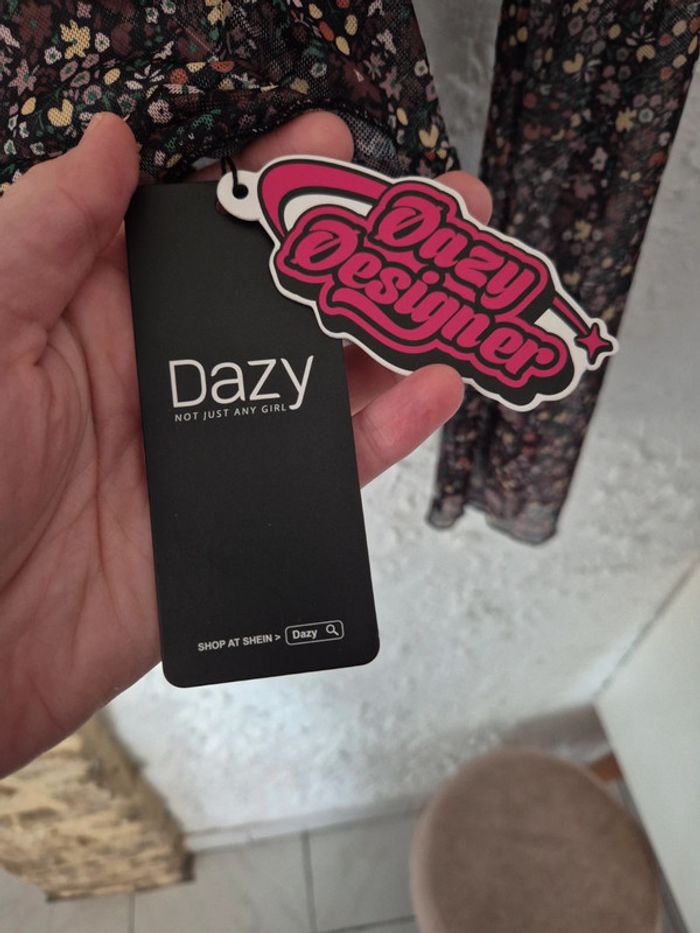 Dazy
Designer
Dazy
NOT JUST ANY GIRL
SHOP AT SHEIN > Dazy